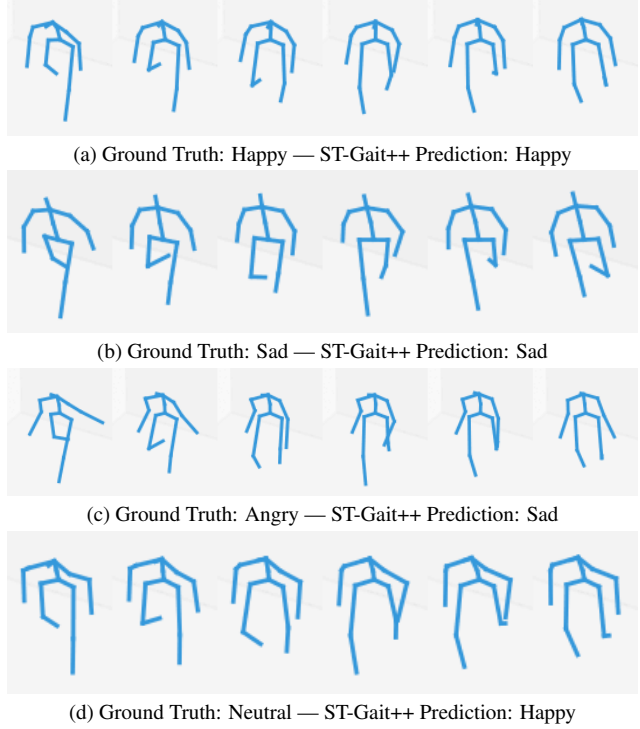 (a) Ground Truth: Happy — ST-Gait++ Prediction: Happy
(b) Ground Truth: Sad — ST-Gait++ Prediction: Sad
(c) Ground Truth: Angry — ST-Gait++ Prediction: Sad
(d) Ground Truth: Neutral — ST-Gait++ Prediction: Happy